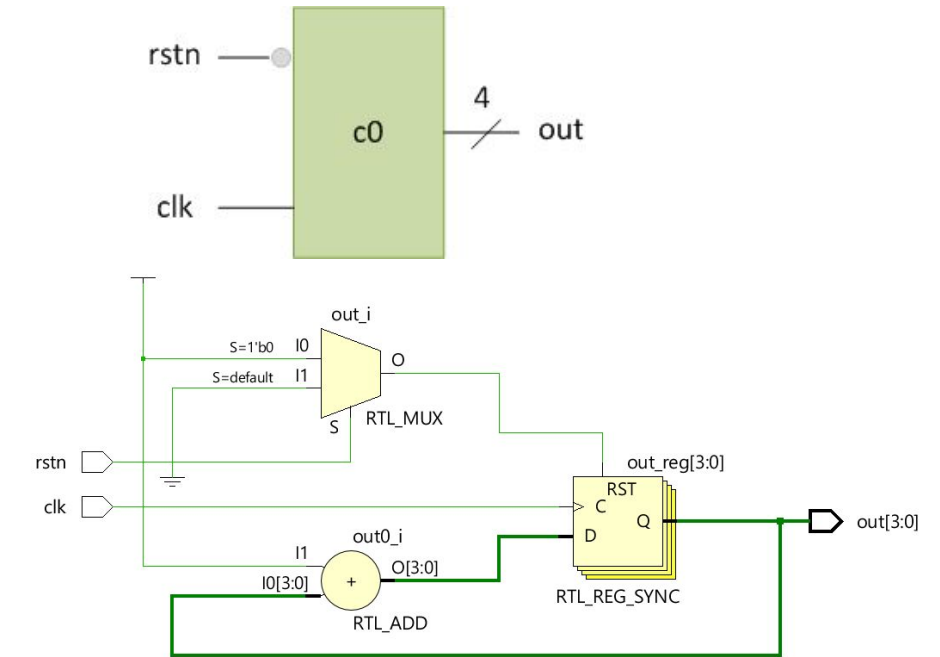 rstn
4
c0
out
clk
out_i
S=1'b0 I0
O
S=default I1
S
RTL_MUX
rstn
out_reg[3:0]
RST
clk
C
Q
out[3:0]
D
out0_i
I1
I0[3:0]
+
O[3:0]
RTL_REG_SYNC
RTL_ADD